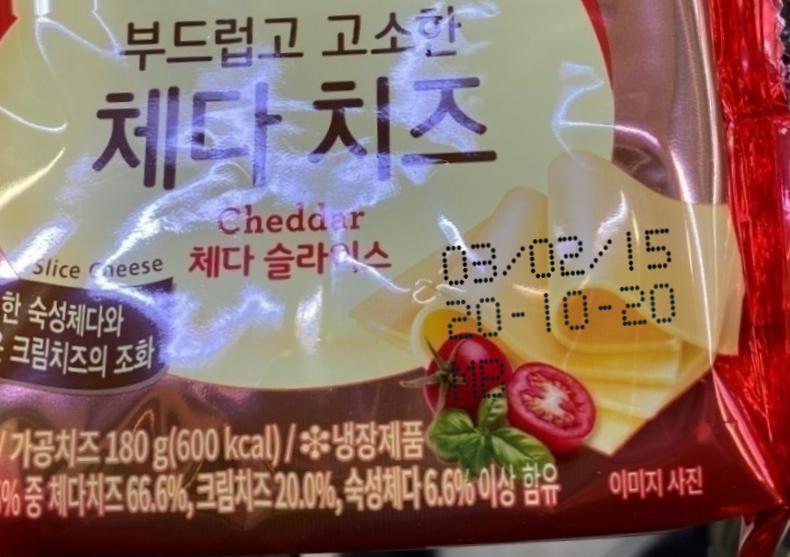 부드럽고 고소한
체다 치즈
Cheddar
체다 슬라이스
Slice Cheese
한 숙성체다와
크림치즈의 조화
03/02/15
20-10-20
/ 가공치즈 180 g(600 kcal) / ❄냉장제품
% 중 체다치즈 66.6%, 크림치즈 20.0%, 숙성체다 6.6% 이상 함유
이미지 사진